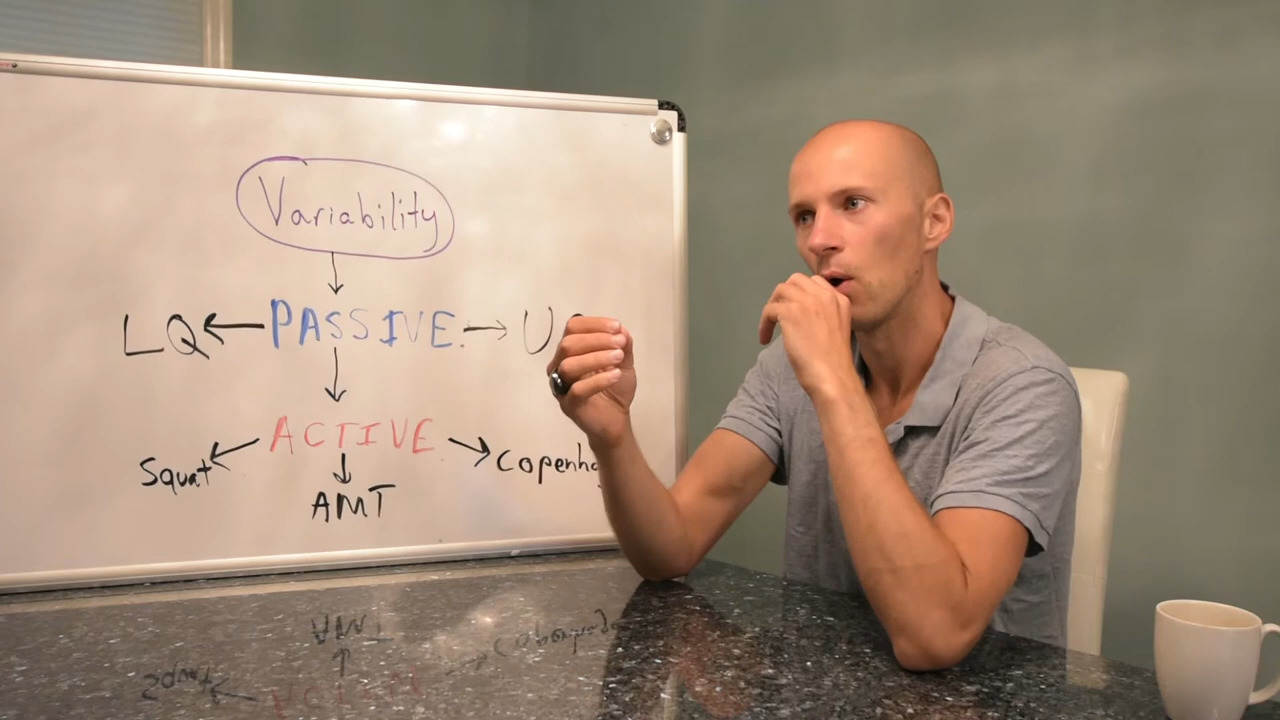 Variability
LQ PASSIVE. U
ACTIVE
Squat
AMT